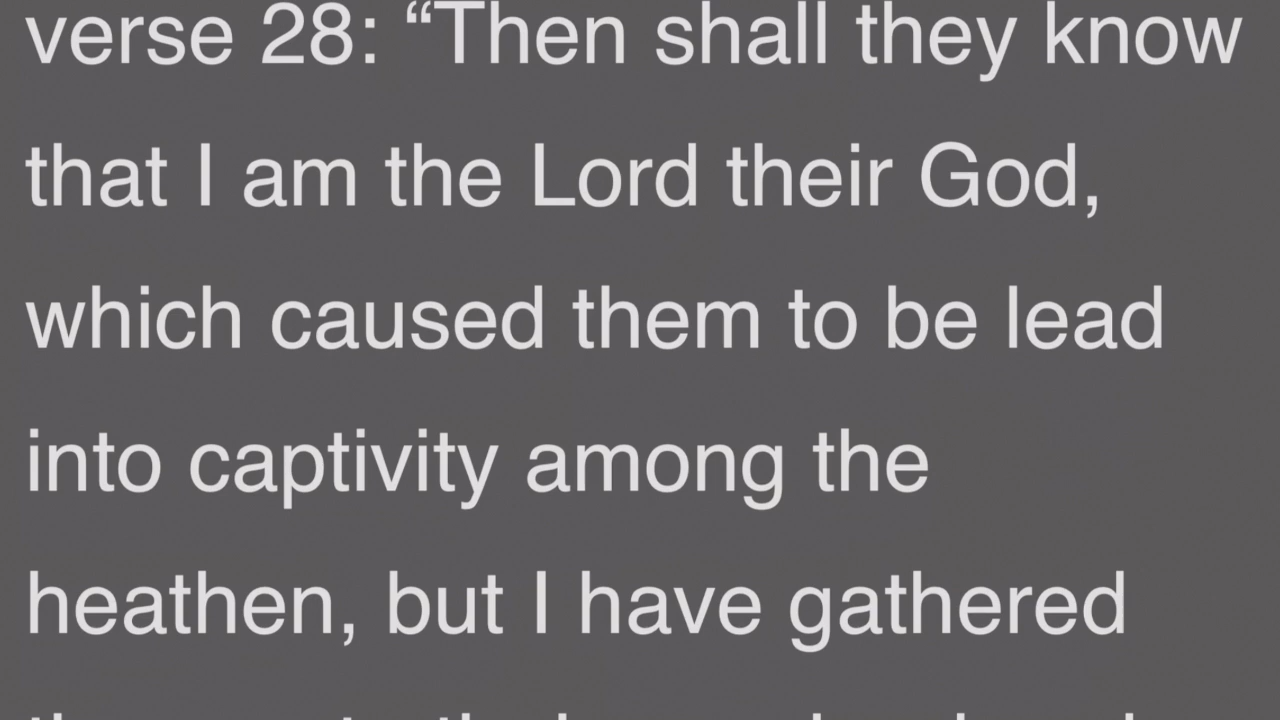 verse 28: “Then shall they know
that I am the Lord their God,
which caused them to be lead
into captivity among the
heathen, but I have gathered